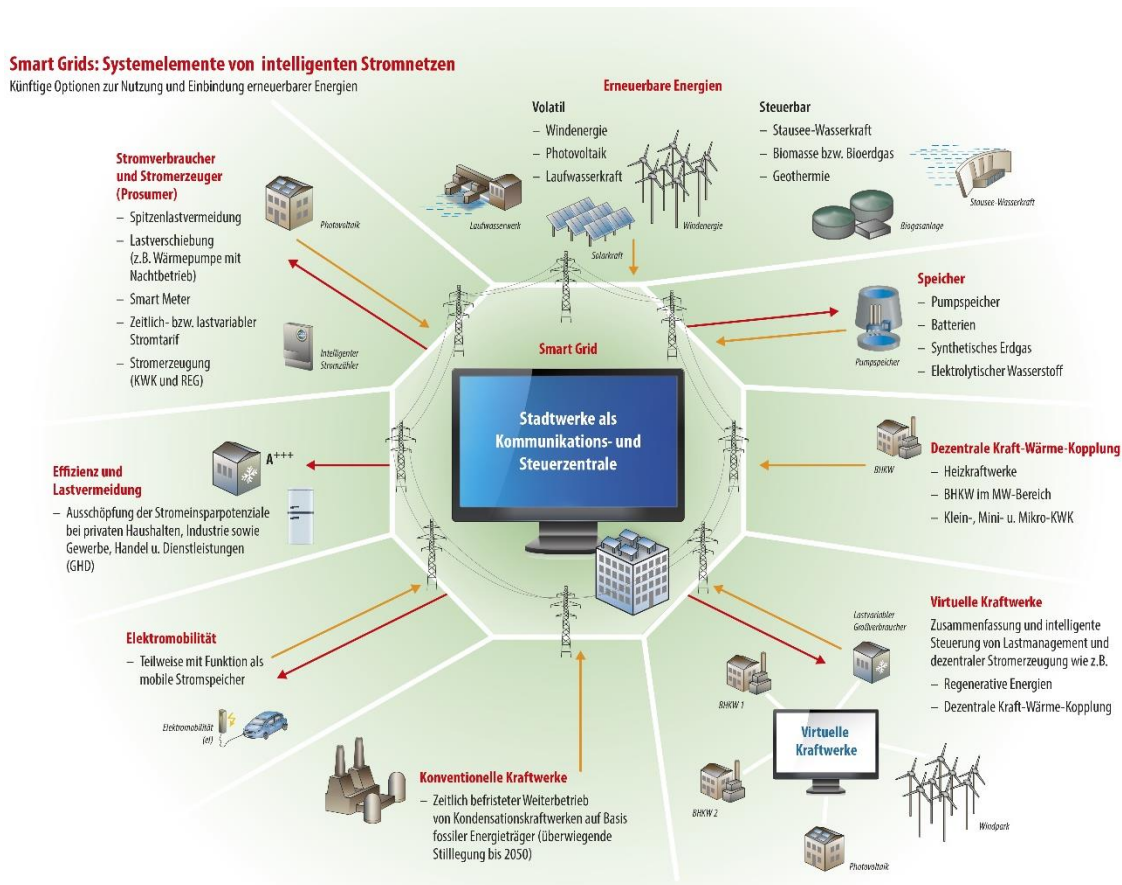 Smart Grids: Systemelemente von intelligenten Stromnetzen
Künftige Optionen zur Nutzung und Einbindung erneuerbarer Energien
Erneuerbare Energien
Volatil
– Windenergie
– Photovoltaik
– Laufwasserkraft
Steuerbar
– Stausee-Wasserkraft
– Biomasse bzw. Bioerdgas
– Geothermie
Laufwasserwerk
Solarkraft
Windenergie
Biogasanlage
Stausee-Wasserkraft
Stromverbraucher
und Stromerzeuger
(Prosumer)
– Spitzenlastvermeidung
– Lastverschiebung
(z.B. Wärmepumpe mit
Nachtbetrieb)
– Smart Meter
– Zeitlich- bzw. lastvariabler
Stromtarif
– Stromerzeugung
(KWK und REG)
Photovoltaik
Intelligenter
Stromzähler
Speicher
– Pumpspeicher
– Batterien
– Synthetisches Erdgas
– Elektrolytischer Wasserstoff
Pumpspeicher
Smart Grid
Stadtwerke als
Kommunikations- und
Steuerzentrale
Effizienz und
Lastvermeidung
– Ausschöpfung der Stromeinsparpotenziale
bei privaten Haushalten, Industrie sowie
Gewerbe, Handel u. Dienstleistungen
(GHD)
A+++
BHKW
Dezentrale Kraft-Wärme-Kopplung
– Heizkraftwerke
– BHKW im MW-Bereich
– Klein-, Mini- u. Mikro-KWK
Elektromobilität
– Teilweise mit Funktion als
mobile Stromspeicher
Elektromobilität
(el)
Konventionelle Kraftwerke
– Zeitlich befristeter Weiterbetrieb
von Kondensationskraftwerken auf Basis
fossiler Energieträger (überwiegende
Stilllegung bis 2050)
Virtuelle Kraftwerke
Zusammenfassung und intelligente
Steuerung von Lastmanagement und
dezentraler Stromerzeugung wie z.B.
– Regenerative Energien
– Dezentrale Kraft-Wärme-Kopplung
Lastvariabler
Großverbraucher
BHKW 1
Virtuelle
Kraftwerke
BHKW 2
Windpark
Photovoltaik